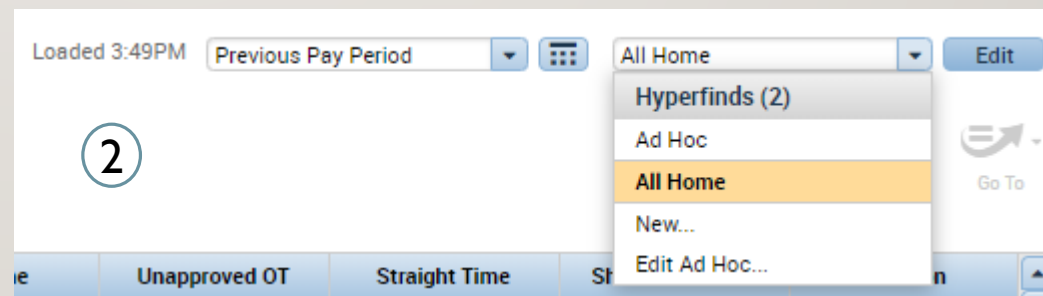 Loaded 3:49PM Previous Pay Period All Home Edit
Hyperfinds (2)
Ad Hoc
2
All Home
Go To
New...
Edit Ad Hoc...
Unapproved OT Straight Time